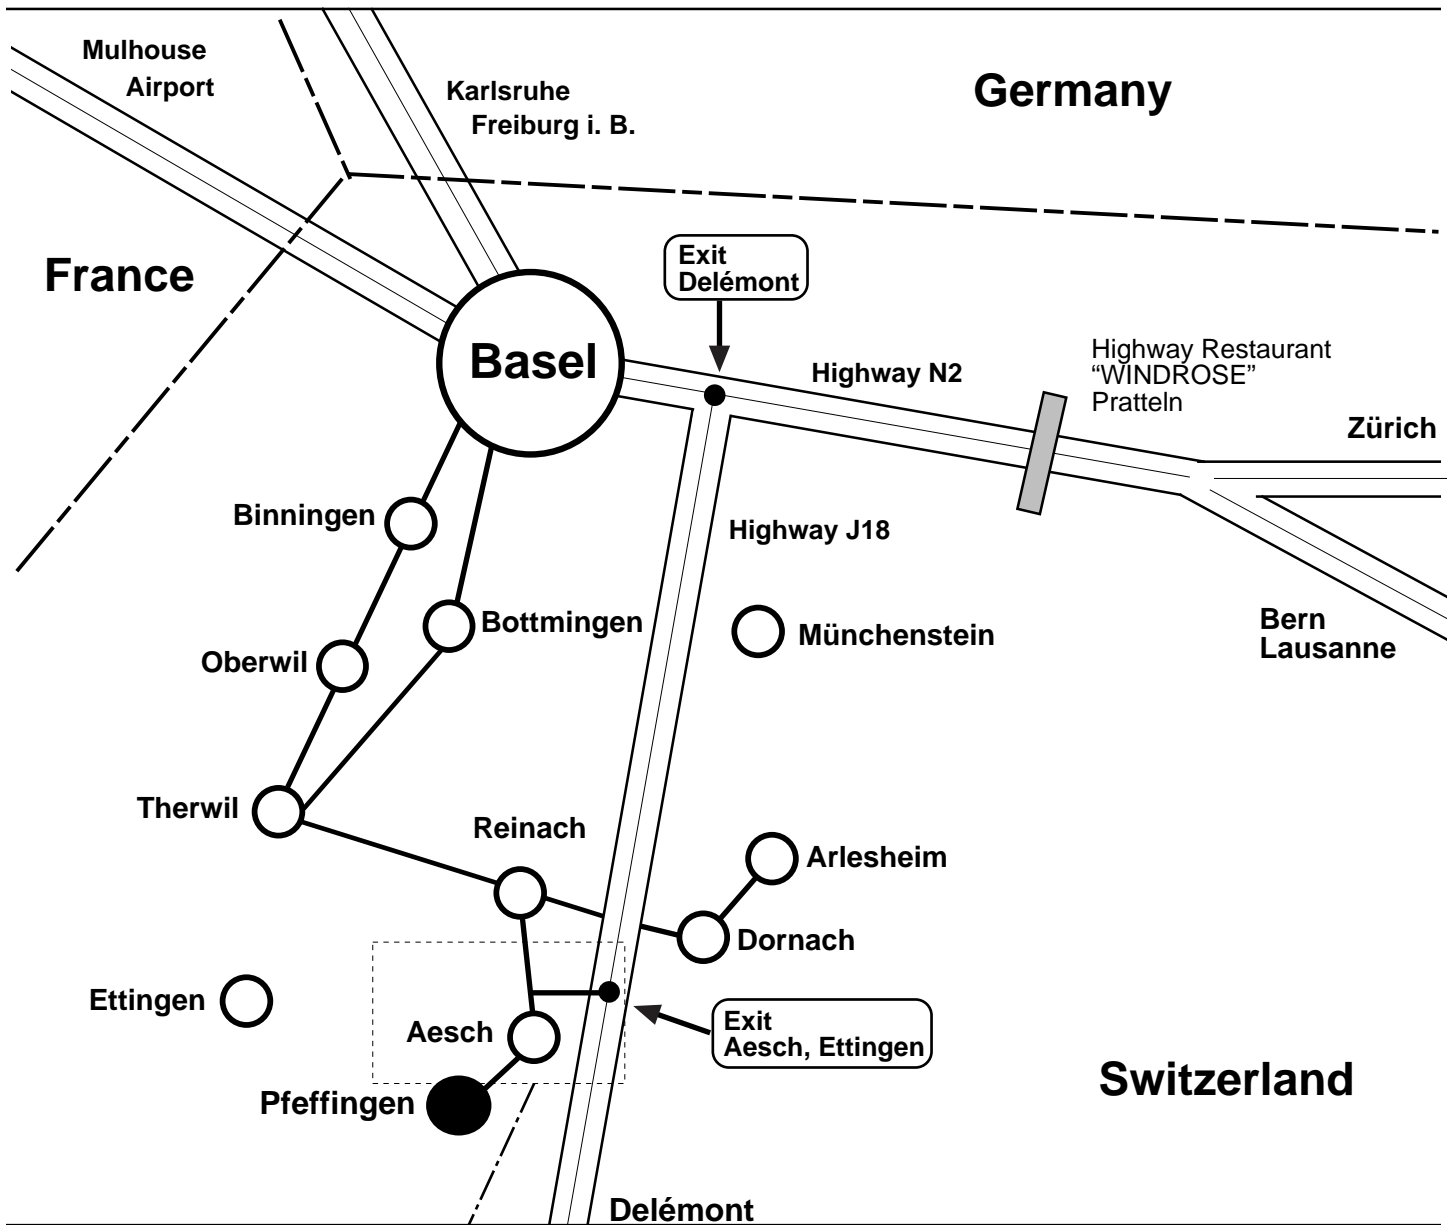 Mulhouse
Airport
Karlsruhe
Freiburg i. B.
Germany
France
Exit
Delémont
Basel
Highway N2
Highway Restaurant
“WINDROSE”
Pratteln
Zürich
Binningen
Highway J18
Bottmingen
Münchenstein
Bern
Lausanne
Oberwil
Therwil
Reinach
Arlesheim
Dornach
Ettingen
Aesch
Exit
Aesch, Ettingen
Pfeffingen
Switzerland
Delémont